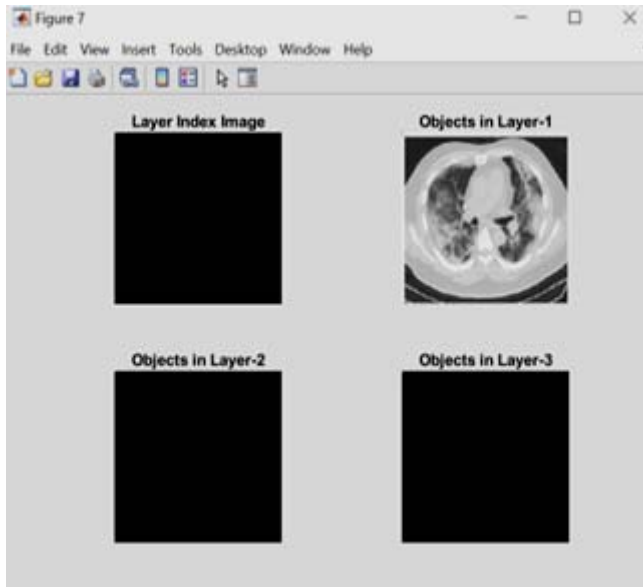 Figure 7
File Edit View Insert Tools Desktop Window Help
Layer Index Image
Objects in Layer-1
Objects in Layer-2
Objects in Layer-3